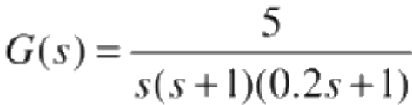 G(s) = 5 / s(s+1)(0.2s+1)